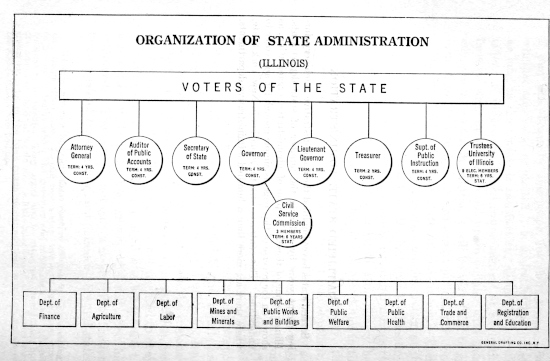 ORGANIZATION OF STATE ADMINISTRATION
(ILLINOIS)
VOTERS OF THE STATE
Attorney
General
TERM: 4 YRS.
CONST.
Auditor
of Public
Accounts
TERM: 4 YRS.
CONST.
Secretary
of State
TERM: 4 YRS.
CONST.
Governor
TERM: 4 YRS.
CONST.
Lieutenant
Governor
TERM: 4 YRS.
CONST.
Treasurer
TERM: 2 YRS.
CONST.
Supt. of
Public
Instruction
TERM: 4 YRS.
CONST.
Trustees
University
of Illinois
9 ELEC. MEMBERS
TERM: 6 YRS.
STAT.
Civil
Service
Commission
3 MEMBERS
TERM: 6 YEARS
STAT.
Dept. of
Finance
Dept. of
Agriculture
Dept. of
Labor
Dept. of
Mines and
Minerals
Dept. of
Public Works
and Buildings
Dept. of
Public
Welfare
Dept. of
Public
Health
Dept. of
Trade and
Commerce
Dept. of
Registration
and Education
GENERAL DRAFTING CO. INC. N.Y.